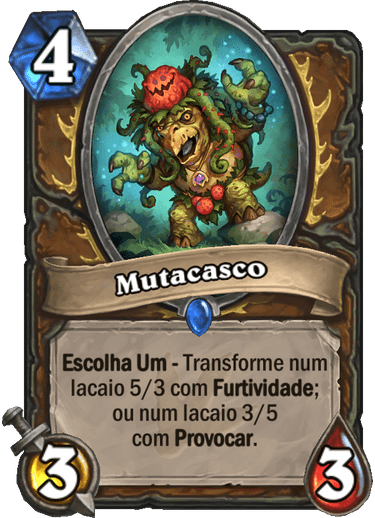 4
Mutacasco
Escolha Um - Transforme num
lacaio 5/3 com Furtividade;
ou num lacaio 3/5
com Provocar.
3 3